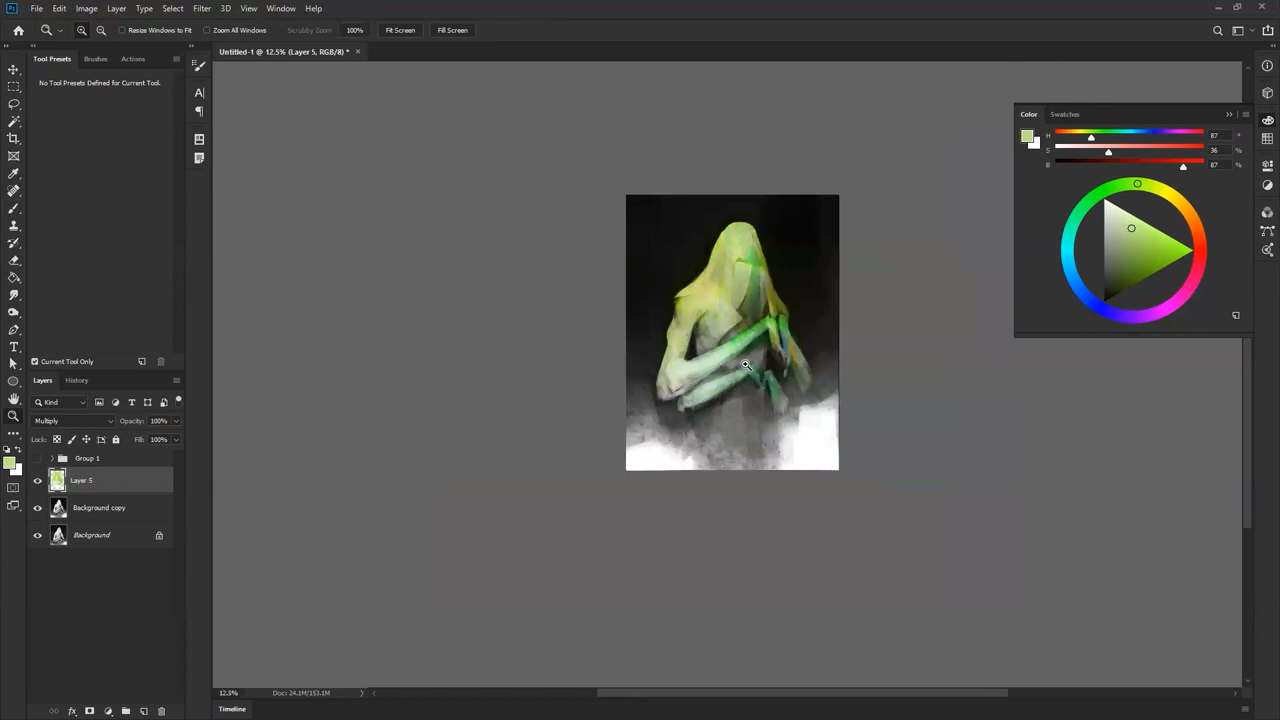 Ps File Edit Image Layer Type Select Filter 3D View Window Help
Resize Windows to Fit Zoom All Windows Scrubby Zoom 100% Fit Screen Fill Screen
Untitled-1 @ 12.5% (Layer 5, RGB/8) *
Tool Presets Brushes Actions
No Tool Presets Defined for Current Tool.
Color Swatches
H 87 °
S 36 %
B 87 %
Current Tool Only
Layers History
Kind
Multiply Opacity: 100%
Lock: Fill: 100%
Group 1
Layer 5
Background copy
Background
12.5% Doc: 24.1M/153.1M
Timeline